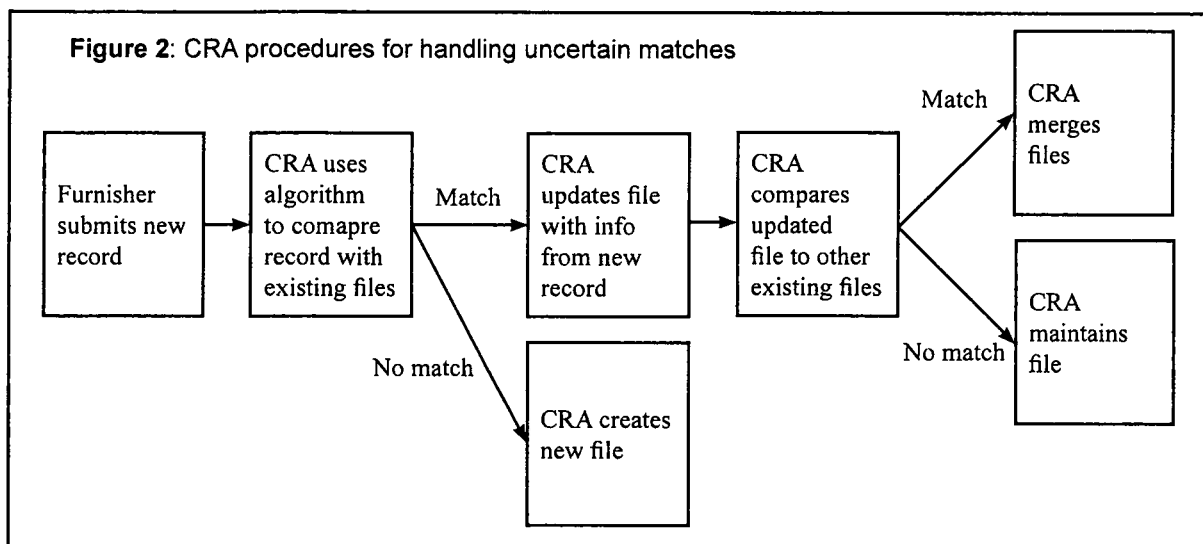 Figure 2: CRA procedures for handling uncertain matches
Furnisher
submits new
record
CRA uses
algorithm
to comapre
record with
existing files
Match
No match
CRA
updates file
with info
from new
record
CRA creates
new file
CRA
compares
updated
file to other
existing files
Match
No match
CRA
merges
files
CRA
maintains
file